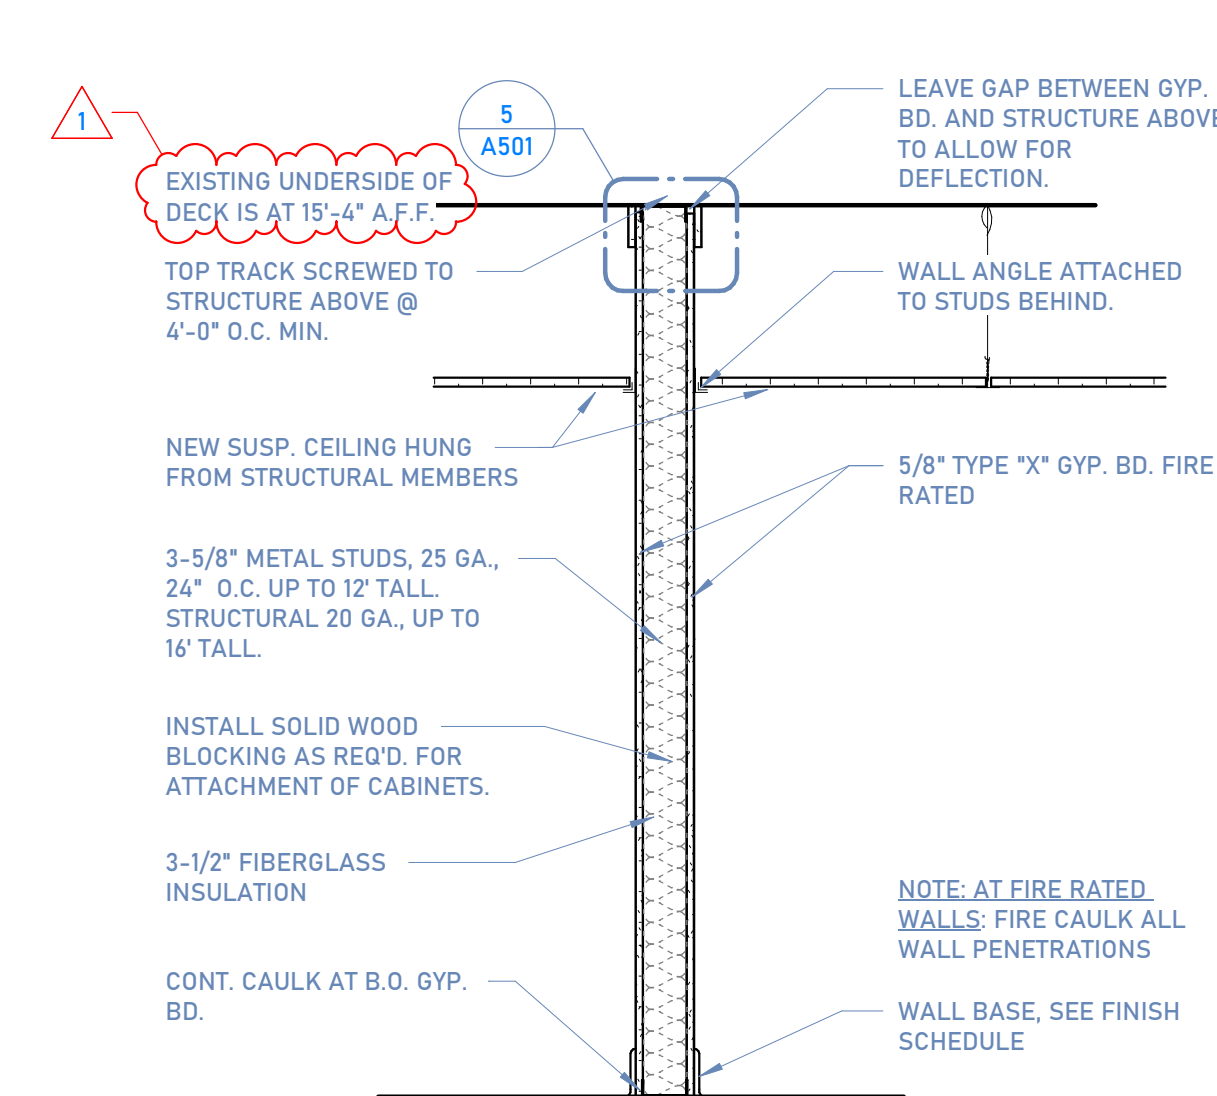 1
5
A501
EXISTING UNDERSIDE OF
DECK IS AT 15'-4" A.F.F.
TOP TRACK SCREWED TO
STRUCTURE ABOVE @
4'-0" O.C. MIN.
NEW SUSP. CEILING HUNG
FROM STRUCTURAL MEMBERS
3-5/8" METAL STUDS, 25 GA.,
24" O.C. UP TO 12' TALL.
STRUCTURAL 20 GA., UP TO
16' TALL.
INSTALL SOLID WOOD
BLOCKING AS REQ'D. FOR
ATTACHMENT OF CABINETS.
3-1/2" FIBERGLASS
INSULATION
CONT. CAULK AT B.O. GYP.
BD.
LEAVE GAP BETWEEN GYP.
BD. AND STRUCTURE ABOVE
TO ALLOW FOR
DEFLECTION.
WALL ANGLE ATTACHED
TO STUDS BEHIND.
5/8" TYPE "X" GYP. BD. FIRE
RATED
NOTE: AT FIRE RATED
WALLS: FIRE CAULK ALL
WALL PENETRATIONS
WALL BASE, SEE FINISH
SCHEDULE